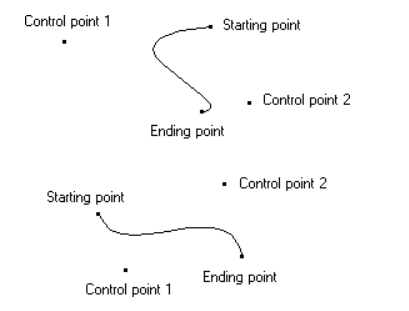 Control point 1
Starting point
Control point 2
Ending point
Control point 2
Starting point
Ending point
Control point 1